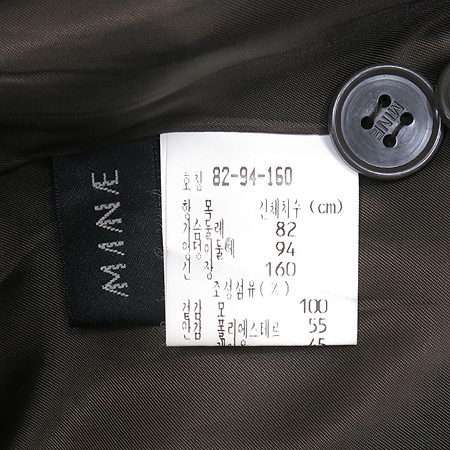 MINE
MINE
호칭 82-94-160
항 목 신체치수 (cm)
가슴둘레 82
엉덩이둘레 94
신 장 160
조성섬유(%)
겉감 모 100
안감 폴리에스테르 55